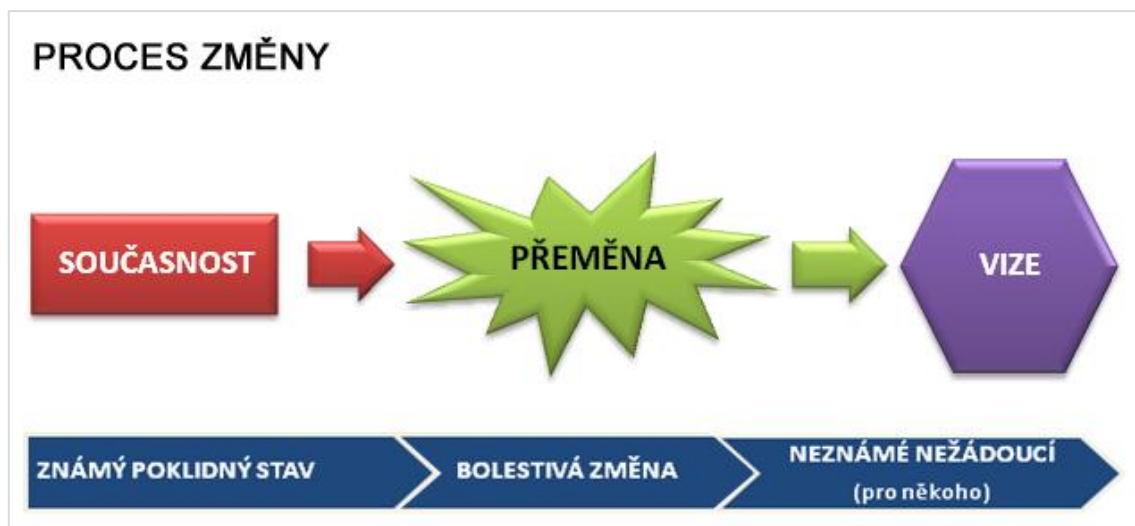 PROCES ZMĚNY
SOUČASNOST
PŘEMĚNA
VIZE
ZNÁMÝ POKLIDNÝ STAV
BOLESTIVÁ ZMĚNA
NEZNÁMÉ NEŽÁDOUCÍ
(pro někoho)